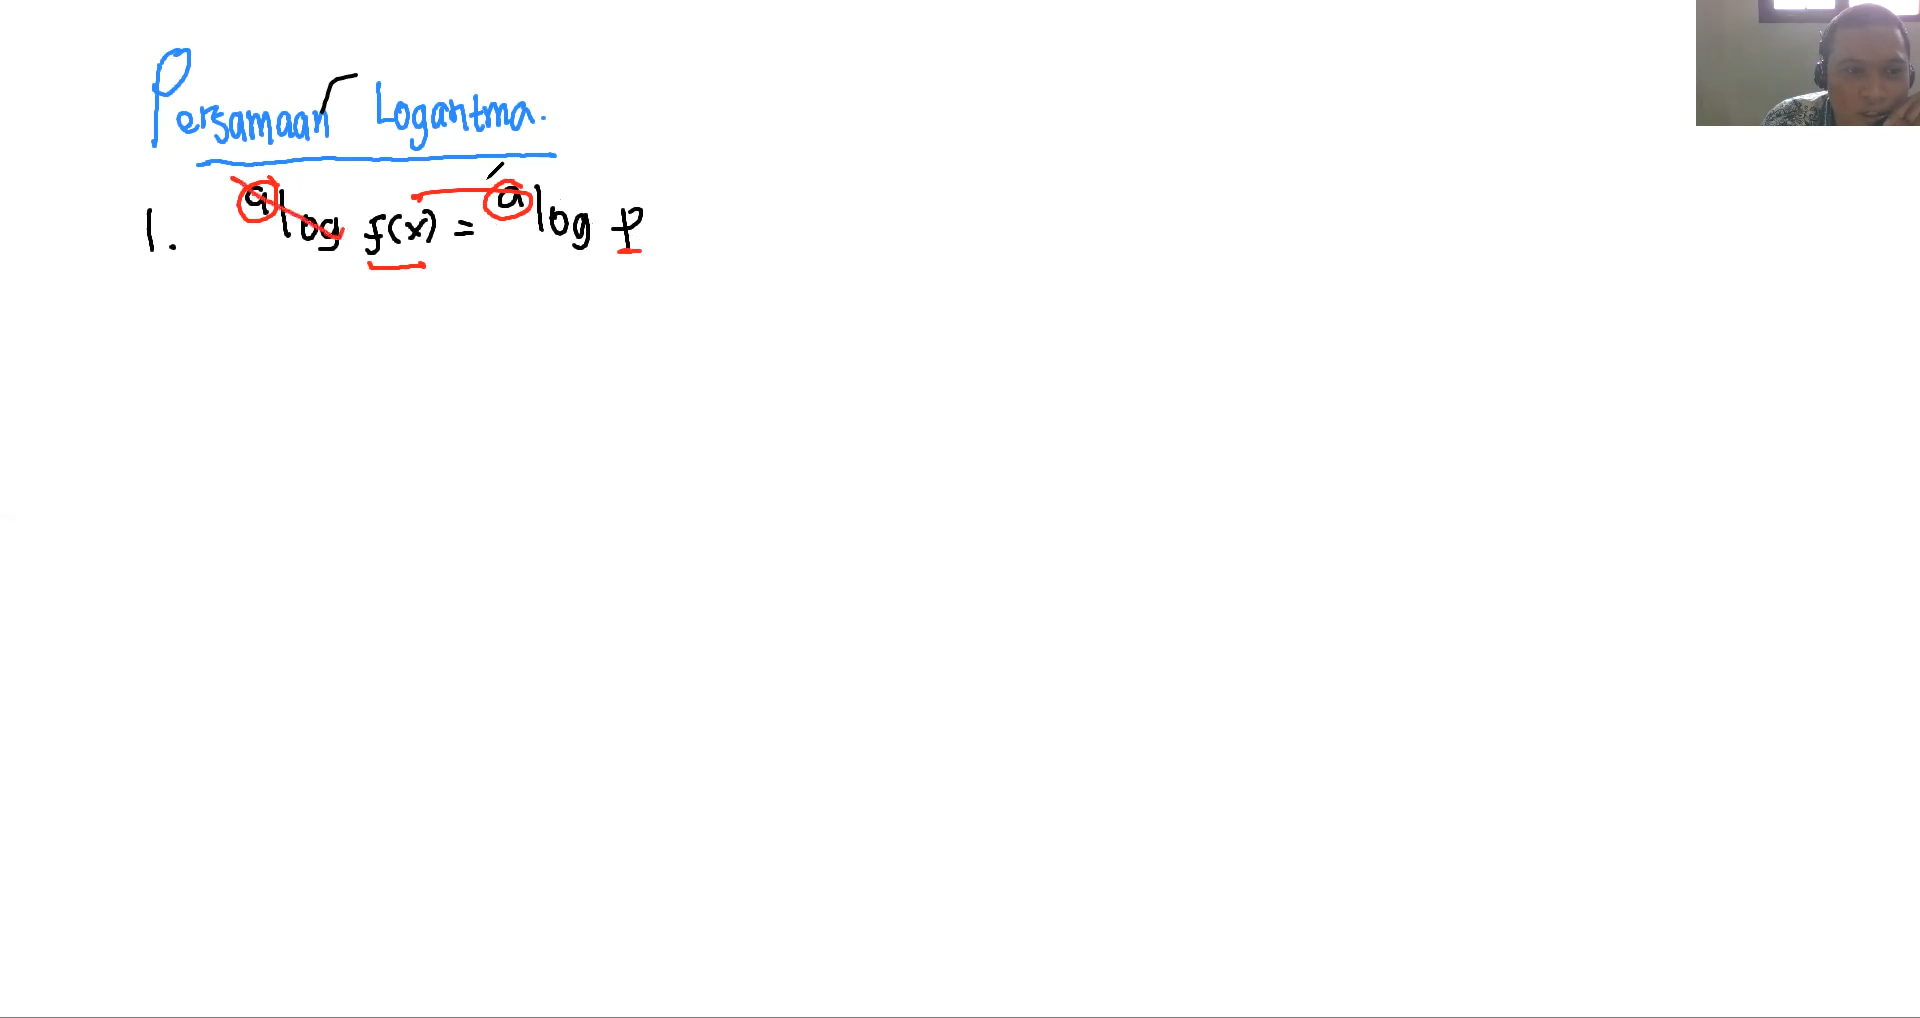 Persamaan Logaritma.
1. ᵃlog f(x) = ᵃlog p